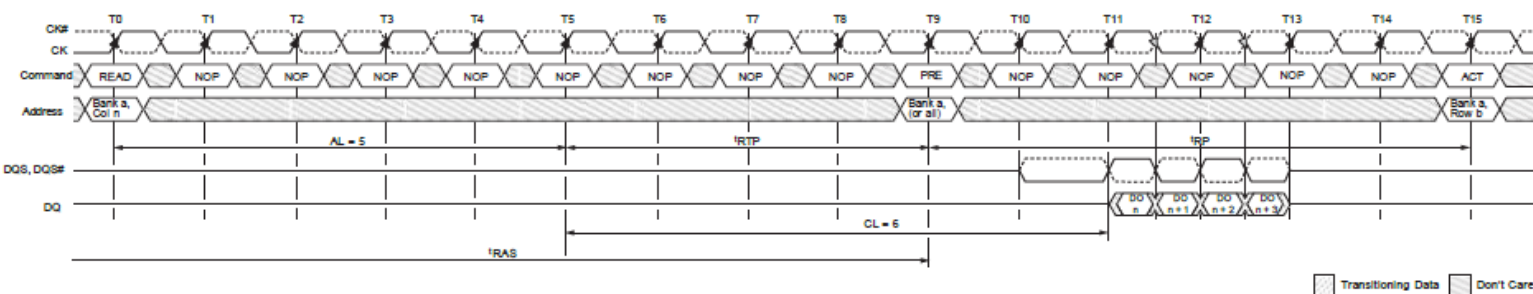 T0 T1 T2 T3 T4 T5 T6 T7 T8 T9 T10 T11 T12 T13 T14 T15
CK#
CK
Command READ NOP NOP NOP NOP NOP NOP NOP NOP PRE NOP NOP NOP NOP NOP ACT
Address Bank a, Col n Bank a, (or all) Bank a, Row b
AL = 5 tRTP tRP
DQS, DQS#
DQ DO n DO n + 1 DO n + 2 DO n + 3
CL = 6
tRAS
Transitioning Data Don't Care